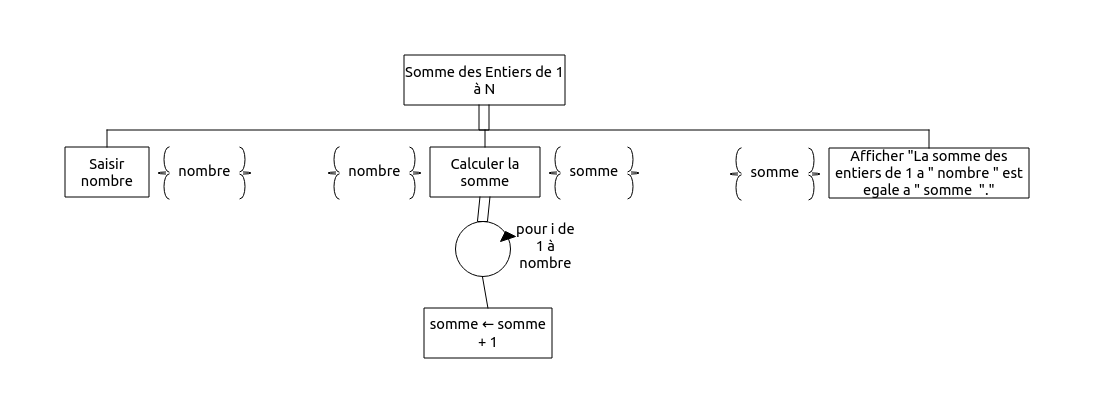 Somme des Entiers de 1
à N
Saisir
nombre
nombre
nombre
Calculer la
somme
somme
somme
Afficher "La somme des
entiers de 1 a " nombre " est
egale a " somme  "."
pour i de
1 à
nombre
somme ← somme
+ 1